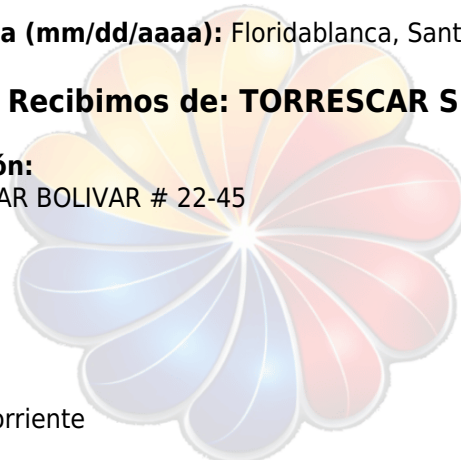 a (mm/dd/aaaa): Floridablanca, Sant
Recibimos de: TORRESCAR S
ón:
AR BOLIVAR # 22-45
orriente